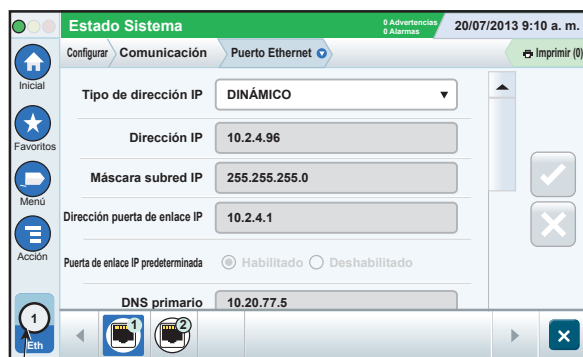 Estado Sistema
0 Advertencias
0 Alarmas
20/07/2013 9:10 a. m.
Configurar
Comunicación
Puerto Ethernet
Imprimir (0)
Inicial
Favoritos
Menú
Acción
Tipo de dirección IP
DINÁMICO
Dirección IP
10.2.4.96
Máscara subred IP
255.255.255.0
Dirección puerta de enlace IP
10.2.4.1
Puerta de enlace IP predeterminada
Habilitado
Deshabilitado
DNS primario
10.20.77.5
1
Eth
1
2